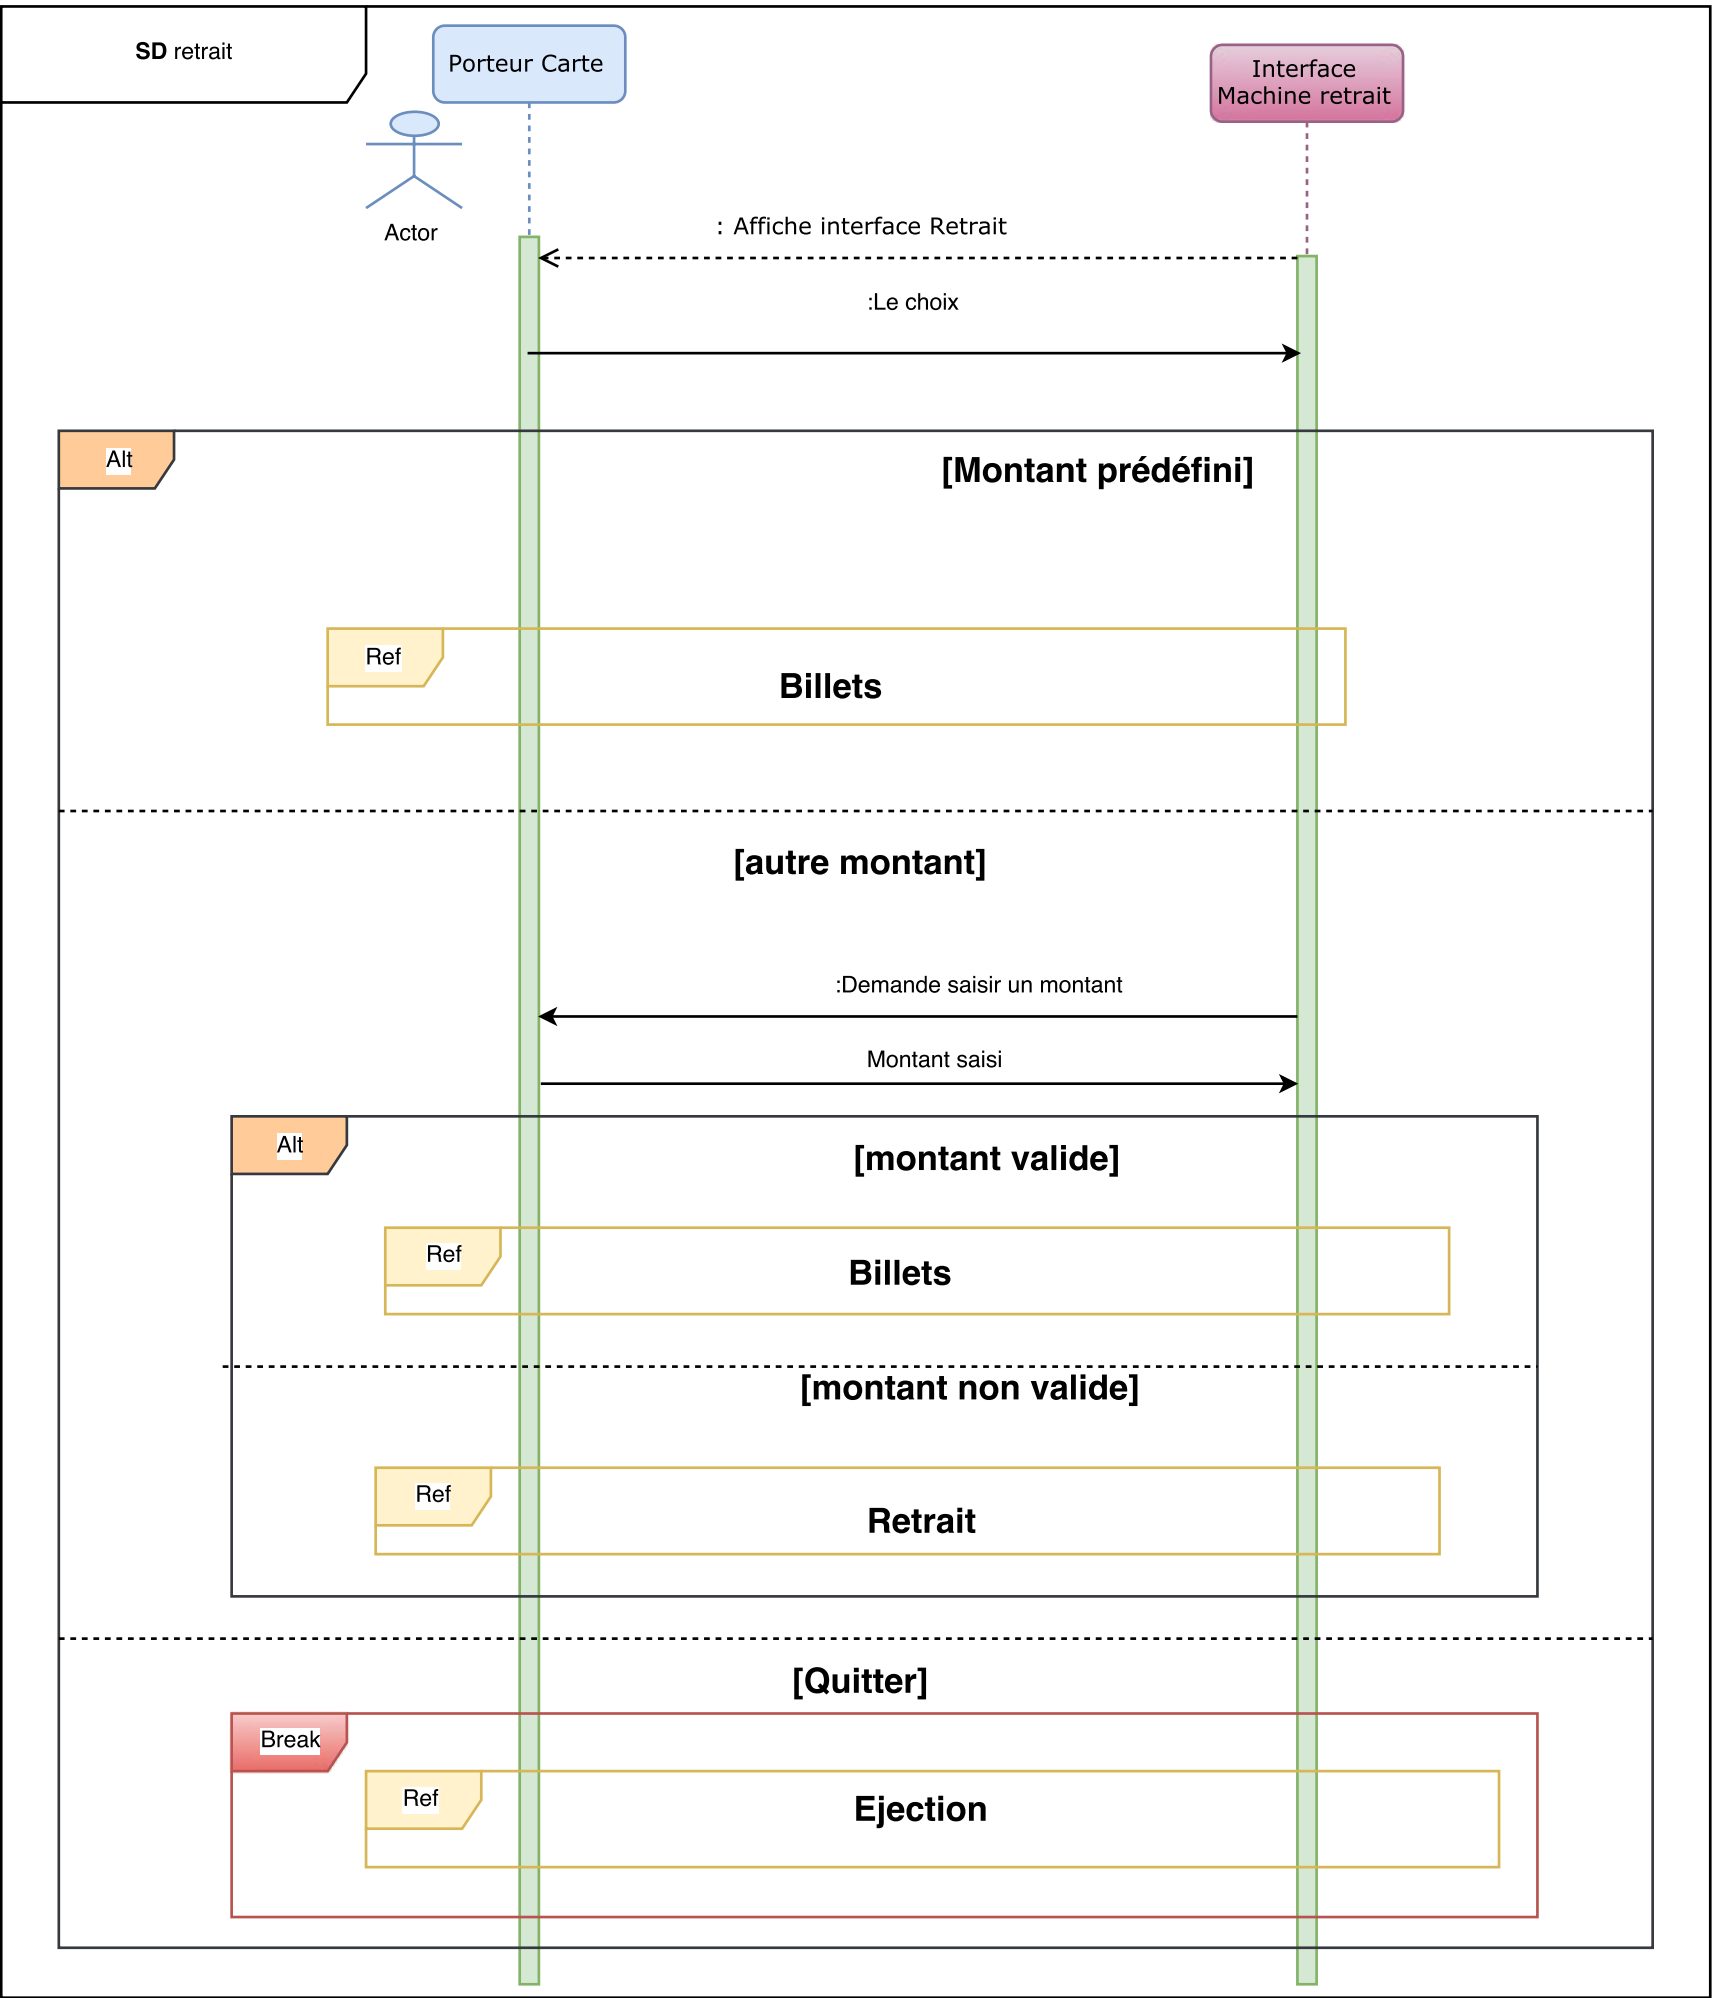 SD retrait
Porteur Carte
Interface
Machine retrait
Actor
: Affiche interface Retrait
:Le choix
Alt
[Montant prédéfini]
Ref
Billets
[autre montant]
:Demande saisir un montant
Montant saisi
Alt
[montant valide]
Ref
Billets
[montant non valide]
Ref
Retrait
[Quitter]
Break
Ref
Ejection